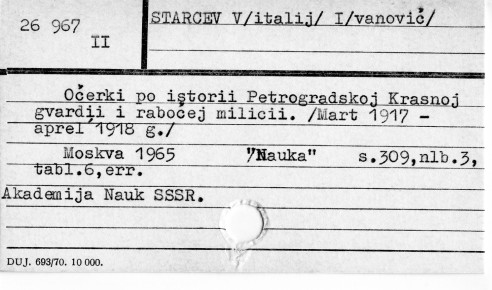 26 967
II
STARCEV V/italij/ I/vanović/
Očerki po istorii Petrogradskoj Krasnoj
gvardii i rabočej milicii. /Mart 1917 -
aprel 1918 g./
Moskva 1965 "Nauka" s.309,nlb.3,
tabl.6,err.
Akademija Nauk SSSR.
DUJ. 693/70. 10 000.